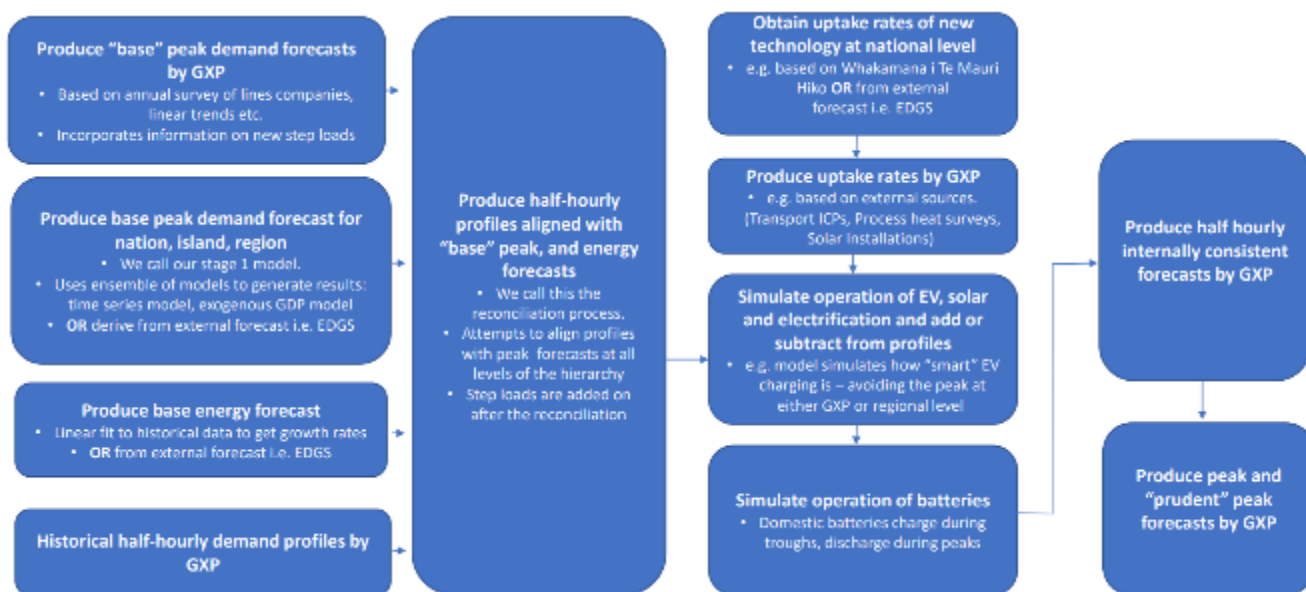 Produce “base” peak demand forecasts
by GXP
• Based on annual survey of lines companies,
linear trends etc.
• Incorporates information on new step loads
Produce base peak demand forecast for
nation, island, region
• We call our stage 1 model.
• Uses ensemble of models to generate results:
time series model, exogenous GDP model
• OR derive from external forecast i.e. EDGS
Produce base energy forecast
• Linear fit to historical data to get growth rates
• OR from external forecast i.e. EDGS
Historical half-hourly demand profiles by
GXP
Produce half-hourly
profiles aligned with
“base” peak, and energy
forecasts
• We call this the
reconciliation process.
• Attempts to align profiles
with peak forecasts at all
levels of the hierarchy
• Step loads are added on
after the reconciliation
Obtain uptake rates of new
technology at national level
• e.g. based on Whakamana i Te Mauri
Hiko OR from external
forecast i.e. EDGS
Produce uptake rates by GXP
• e.g. based on external sources.
(Transport ICPs, Process heat surveys,
Solar installations)
Simulate operation of EV, solar
and electrification and add or
subtract from profiles
• e.g. model simulates how “smart” EV
charging is – avoiding the peak at
either GXP or regional level
Simulate operation of batteries
• Domestic batteries charge during
troughs, discharge during peaks
Produce half hourly
internally consistent
forecasts by GXP
Produce peak and
“prudent” peak
forecasts by GXP